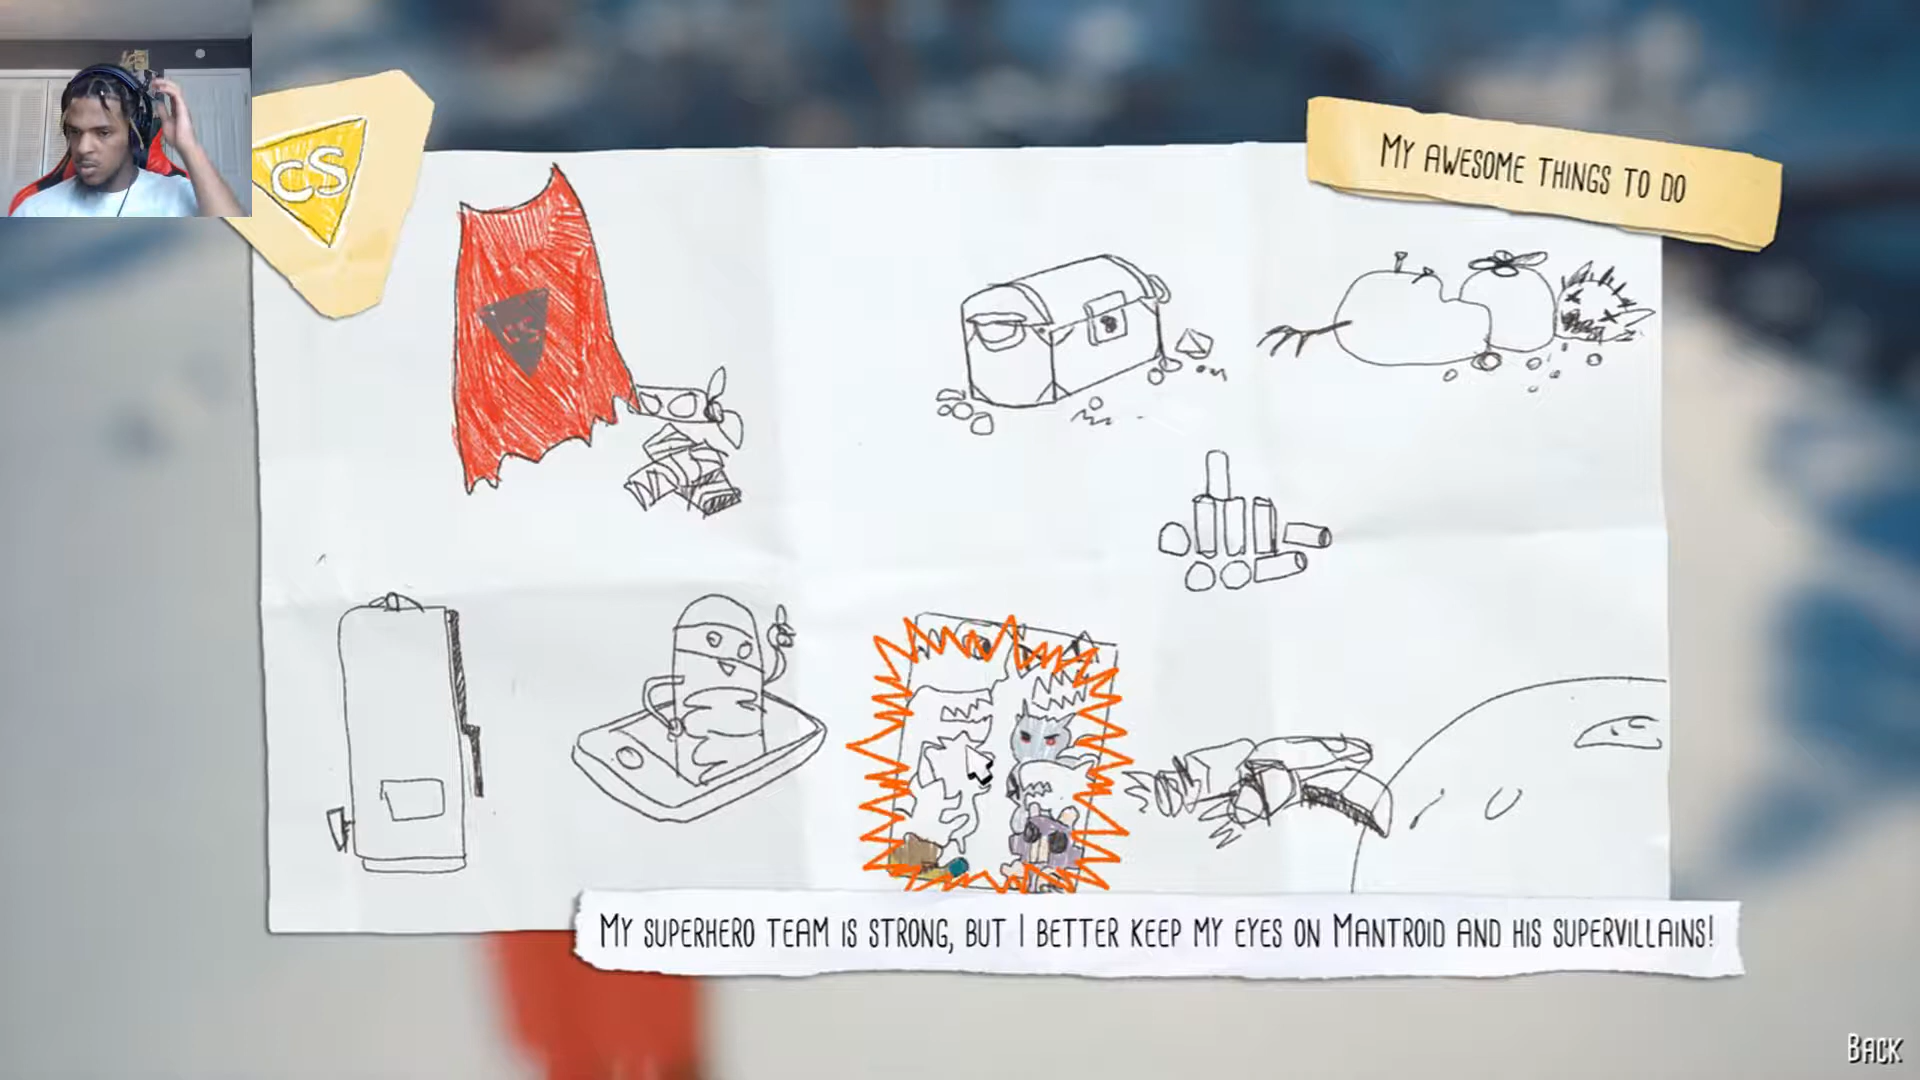 CS
MY AWESOME THINGS TO DO
CS
MY SUPERHERO TEAM IS STRONG, BUT I BETTER KEEP MY EYES ON MANTROID AND HIS SUPERVILLAINS!
BACK